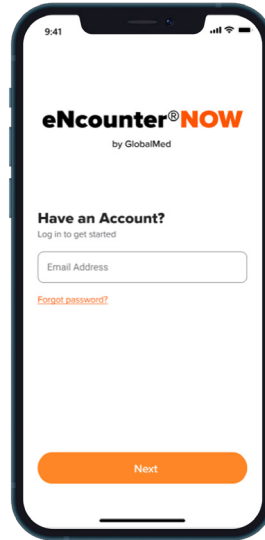 9:41
eNcounter®NOW
by GlobalMed
Have an Account?
Log in to get started
Email Address
Forgot password?
Next